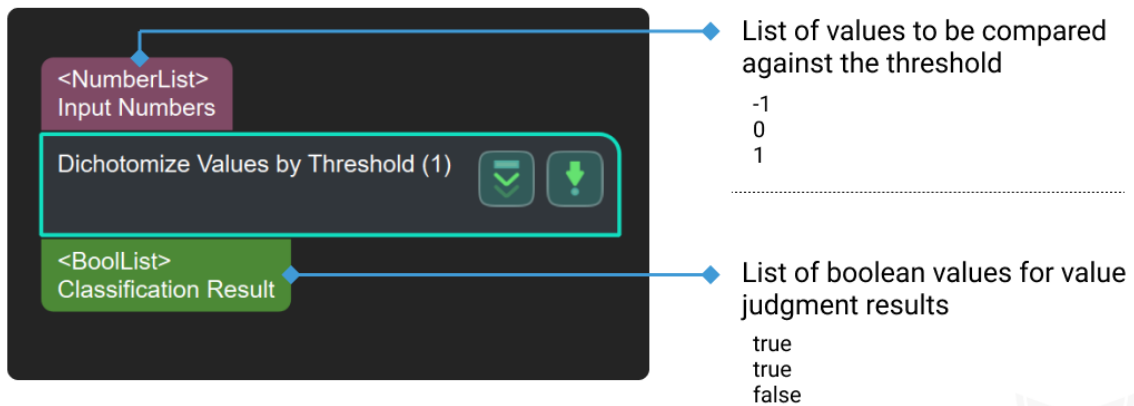 <NumberList>
Input Numbers
Dichotomize Values by Threshold (1)
<BoolList>
Classification Result
List of values to be compared
against the threshold
-1
0
1
List of boolean values for value
judgment results
true
true
false